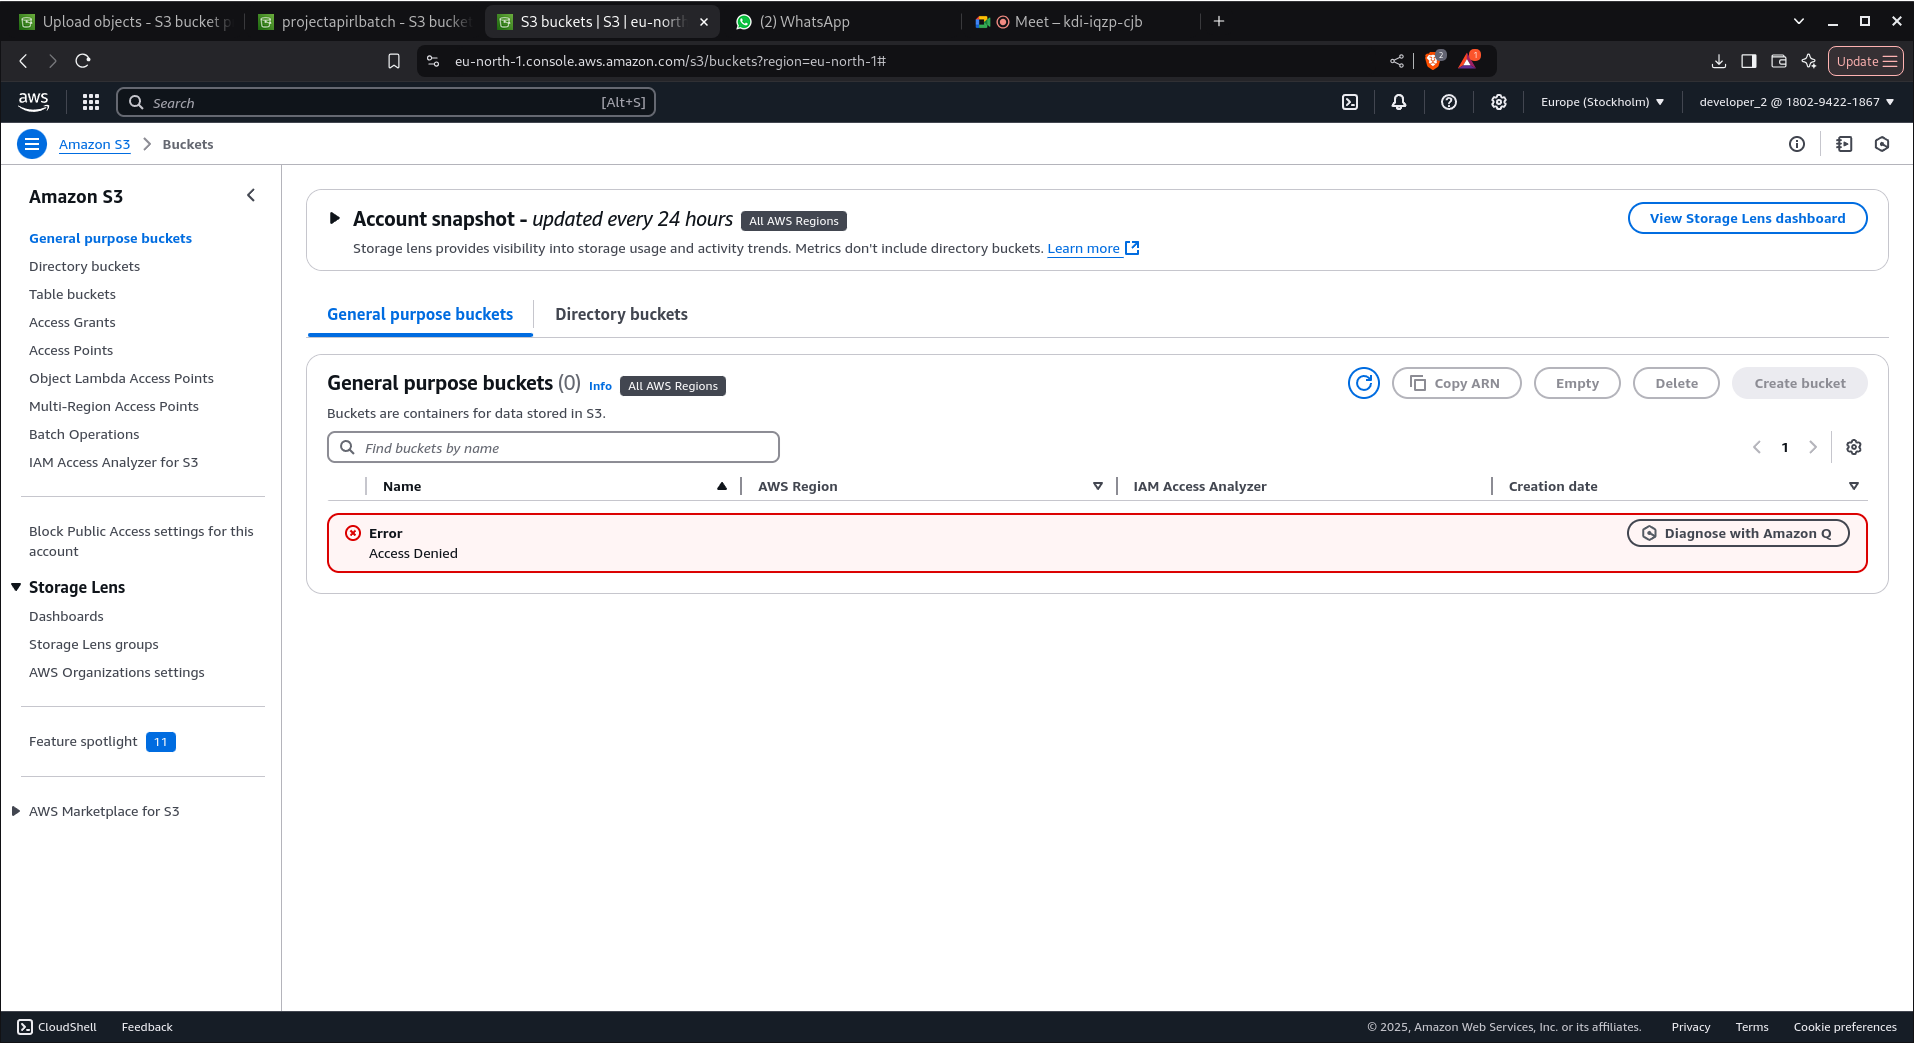 Upload objects - S3 bucket p
projectapirlbatch - S3 bucke
S3 buckets | S3 | eu-north
(2) WhatsApp
Meet – kdi-iqzp-cjb
eu-north-1.console.aws.amazon.com/s3/buckets?region=eu-north-1#
2
1
Update
aws
Search
[Alt+S]
Europe (Stockholm)
developer_2 @ 1802-9422-1867
Amazon S3
Buckets
Amazon S3
General purpose buckets
Directory buckets
Table buckets
Access Grants
Access Points
Object Lambda Access Points
Multi-Region Access Points
Batch Operations
IAM Access Analyzer for S3
Block Public Access settings for this
account
Storage Lens
Dashboards
Storage Lens groups
AWS Organizations settings
Feature spotlight 11
AWS Marketplace for S3
Account snapshot - updated every 24 hours All AWS Regions
View Storage Lens dashboard
Storage lens provides visibility into storage usage and activity trends. Metrics don't include directory buckets. Learn more
General purpose buckets
Directory buckets
General purpose buckets (0) Info All AWS Regions
Copy ARN
Empty
Delete
Create bucket
Buckets are containers for data stored in S3.
Find buckets by name
1
Name
AWS Region
IAM Access Analyzer
Creation date
Error
Diagnose with Amazon Q
Access Denied
CloudShell
Feedback
© 2025, Amazon Web Services, Inc. or its affiliates.
Privacy
Terms
Cookie preferences